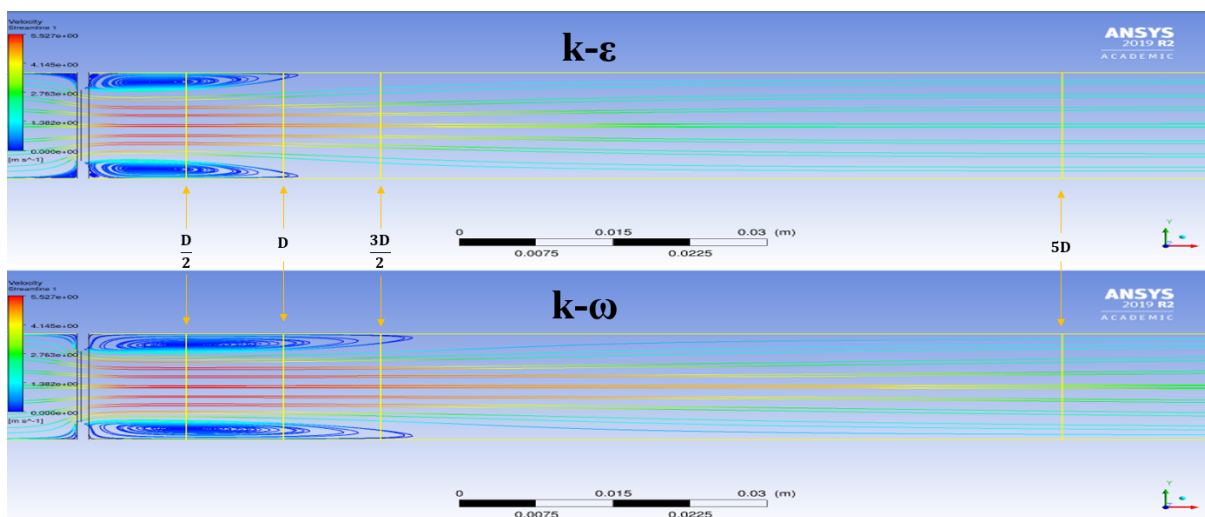 Velocity
Streamline 1
5.527e+00
4.145e+00
2.763e+00
1.382e+00
0.000e+00
[m s^-1]
k-ε
ANSYS
2019 R2
ACADEMIC
D
2
D
3D
2
5D
0 0.015 0.03 (m)
0.0075 0.0225
Y
Velocity
Streamline 1
5.527e+00
4.145e+00
2.763e+00
1.382e+00
0.000e+00
[m s^-1]
k-ω
ANSYS
2019 R2
ACADEMIC
0 0.015 0.03 (m)
0.0075 0.0225
Y